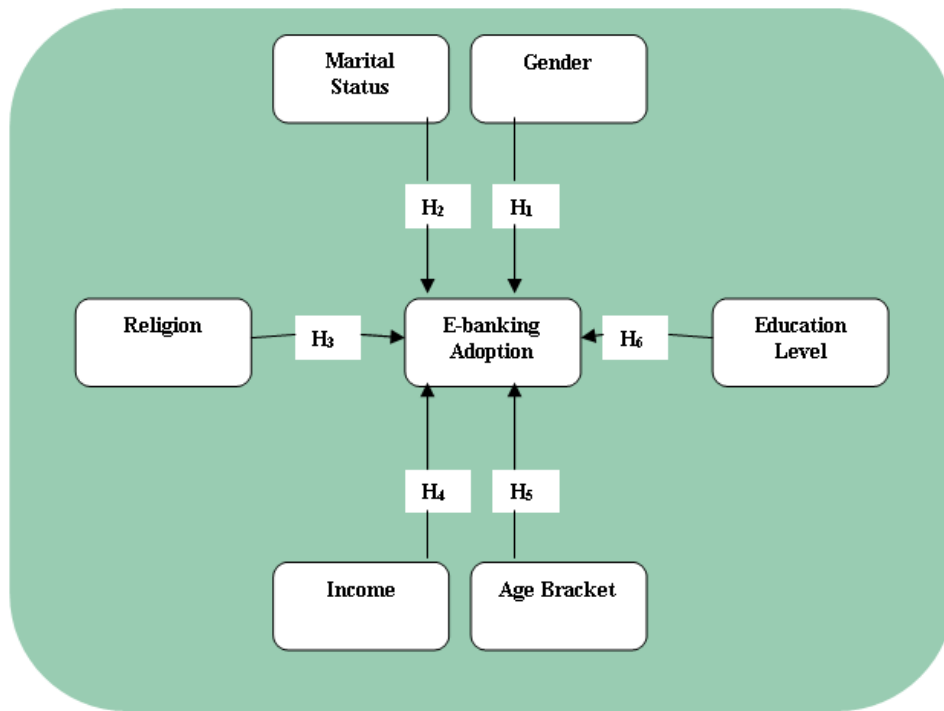 Marital
Status
Gender
H₂
H₁
Religion
H₃
E-banking
Adoption
H₆
Education
Level
H₄
H₅
Income
Age Bracket